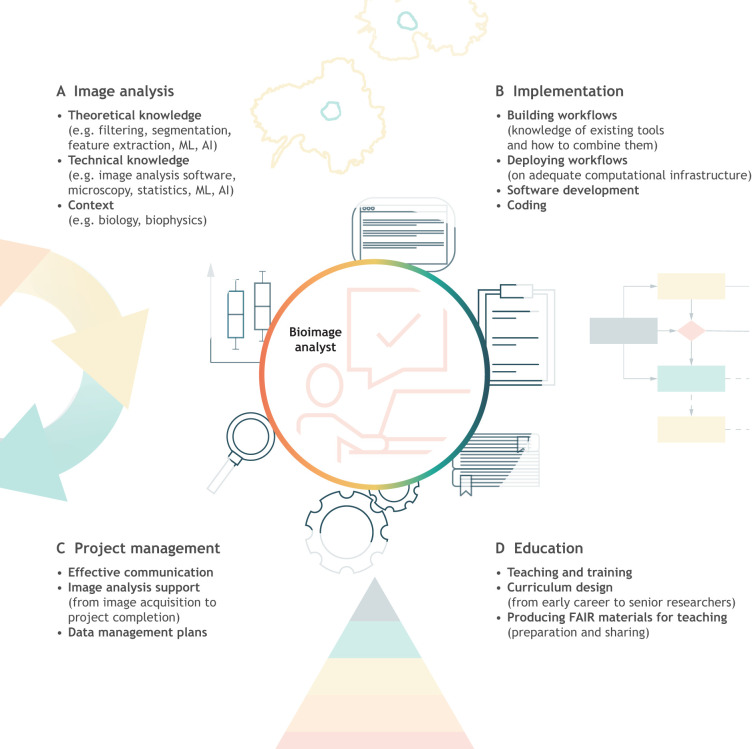 A Image analysis
• Theoretical knowledge
(e.g. filtering, segmentation,
feature extraction, ML, AI)
• Technical knowledge
(e.g. image analysis software,
microscopy, statistics, ML, AI)
• Context
(e.g. biology, biophysics)
B Implementation
• Building workflows
(knowledge of existing tools
and how to combine them)
• Deploying workflows
(on adequate computational infrastructure)
• Software development
• Coding
Bioimage
analyst
C Project management
• Effective communication
• Image analysis support
(from image acquisition to
project completion)
• Data management plans
D Education
• Teaching and training
• Curriculum design
(from early career to senior researchers)
• Producing FAIR materials for teaching
(preparation and sharing)